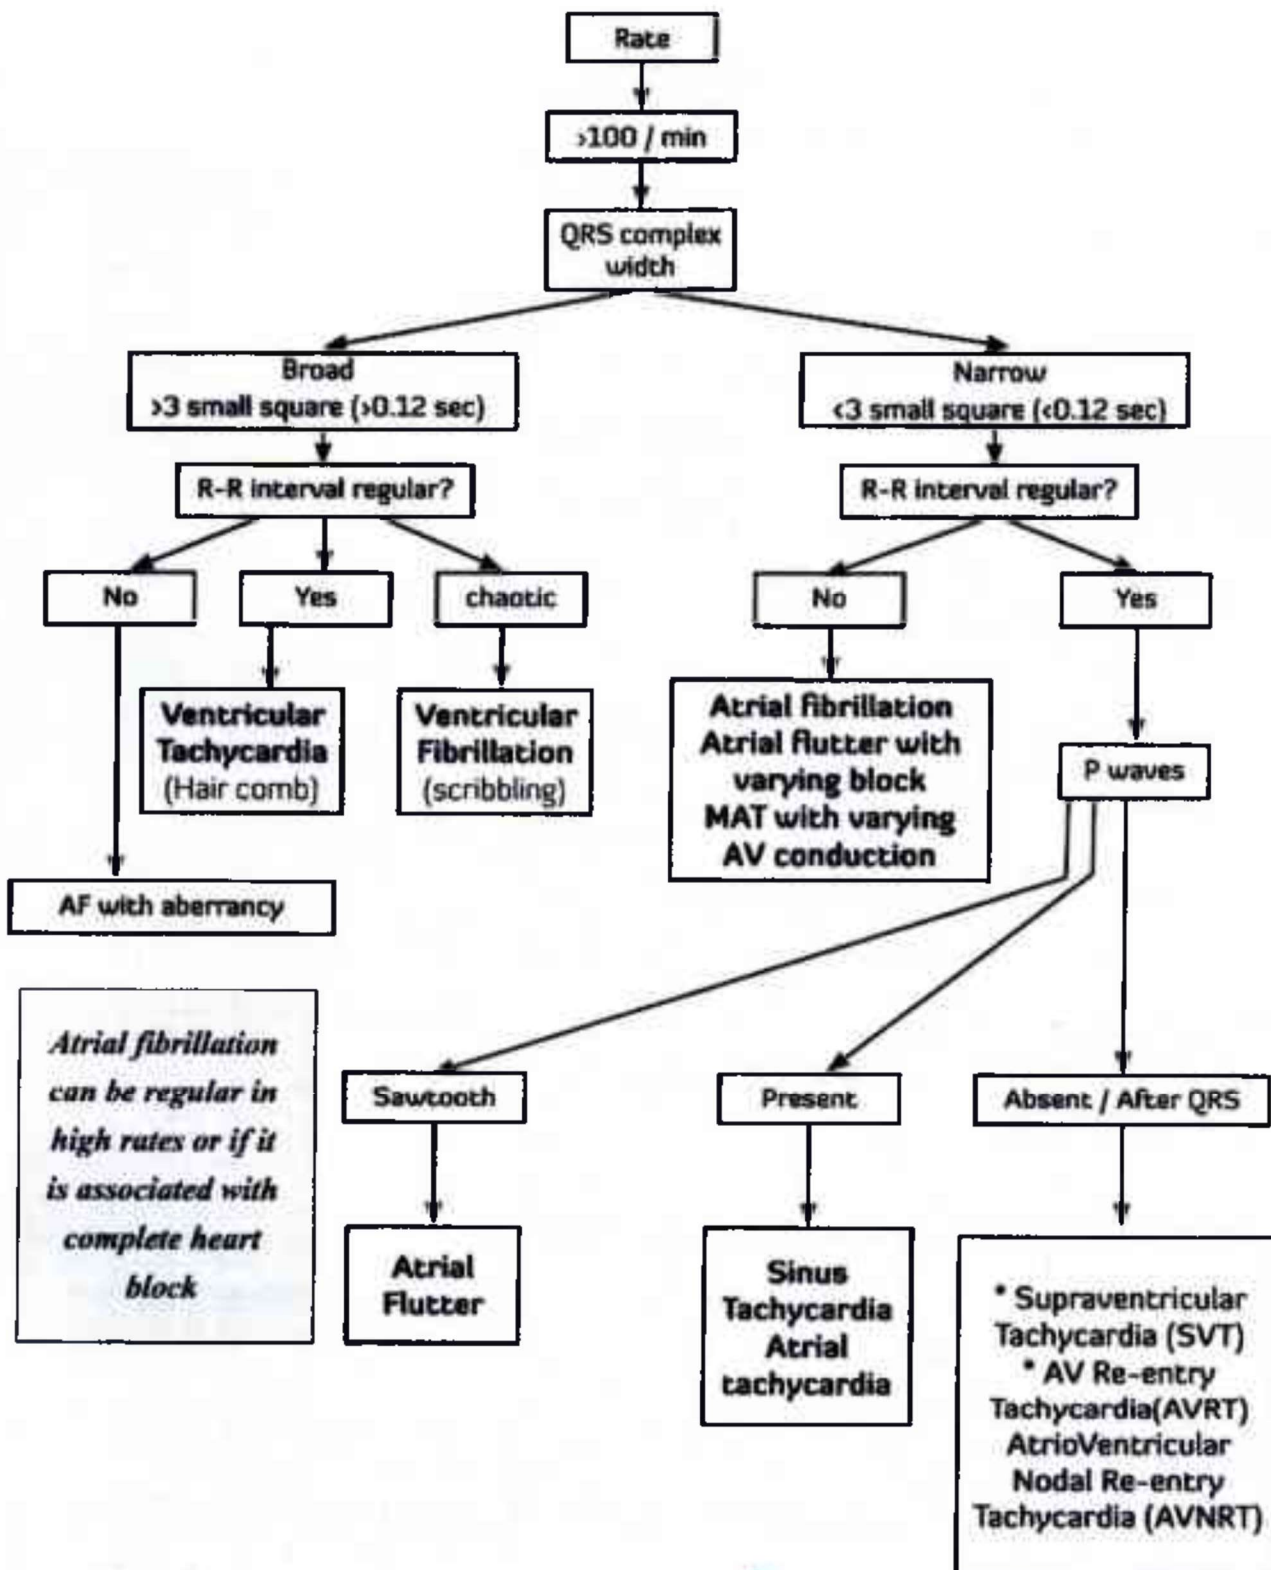 Rate
>100 / min
QRS complex
width
Broad
>3 small square (>0.12 sec)
Narrow
<3 small square (<0.12 sec)
R-R interval regular?
R-R interval regular?
No
Yes
chaotic
No
Yes
Ventricular
Tachycardia
(Hair comb)
Ventricular
Fibrillation
(scribbling)
Atrial fibrillation
Atrial flutter with
varying block
MAT with varying
AV conduction
P waves
AF with aberrancy
Atrial fibrillation
can be regular in
high rates or if it
is associated with
complete heart
block
Sawtooth
Present
Absent / After QRS
Atrial
Flutter
Sinus
Tachycardia
Atrial
tachycardia
* Supraventricular
Tachycardia (SVT)
* AV Re-entry
Tachycardia(AVRT)
AtrioVentricular
Nodal Re-entry
Tachycardia (AVNRT)